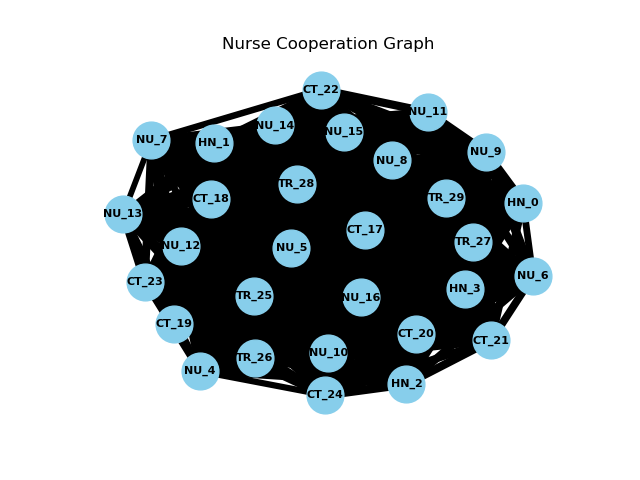 Nurse Cooperation Graph
CT_22
NU_11
NU_14
NU_15
NU_7
HN_1
NU_9
NU_8
TR_28
CT_18
TR_29
HN_0
NU_13
CT_17
NU_12
NU_5
TR_27
NU_6
CT_23
HN_3
TR_25
NU_16
CT_19
CT_20
CT_21
NU_10
TR_26
NU_4
HN_2
CT_24